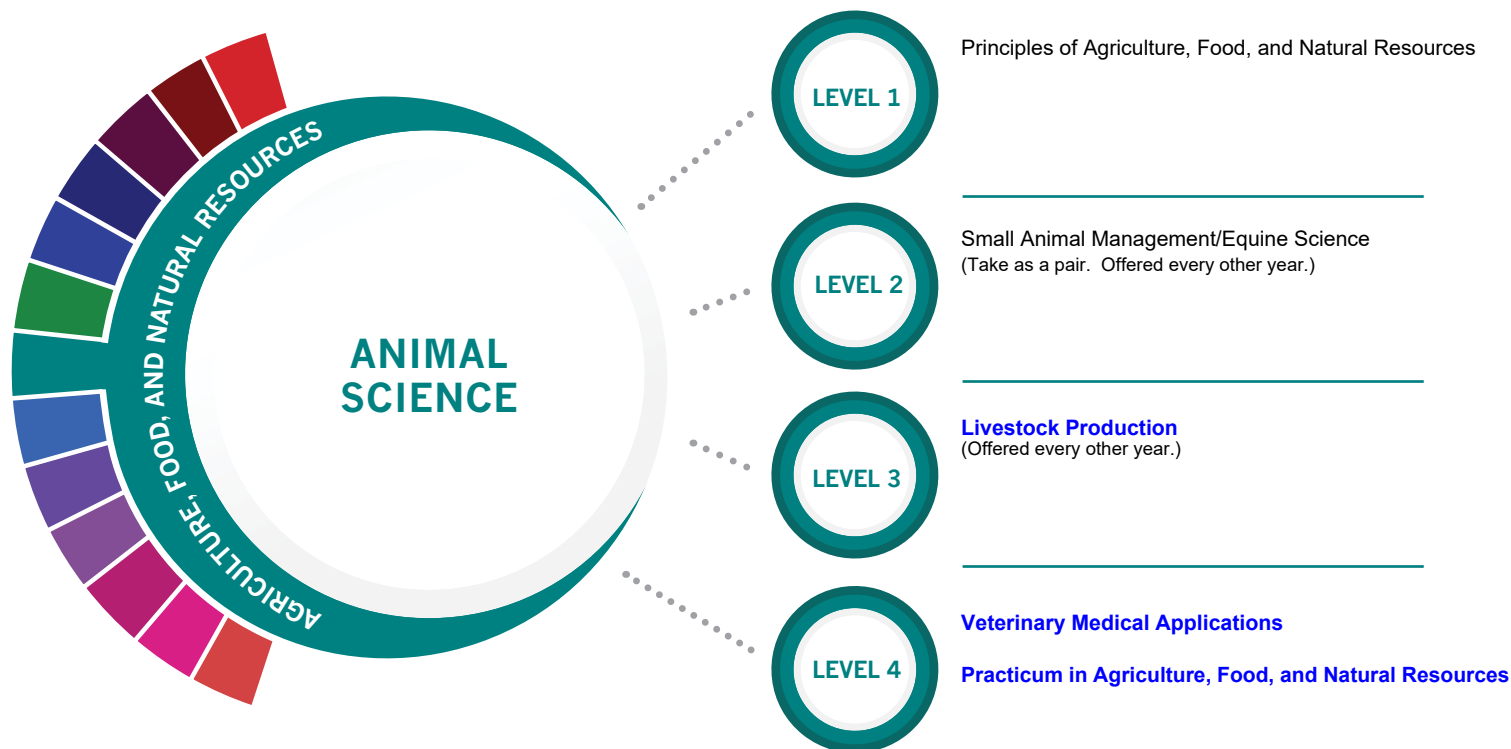 AGRICULTURE, FOOD, AND NATURAL RESOURCES
ANIMAL
SCIENCE
LEVEL 1
Principles of Agriculture, Food, and Natural Resources
LEVEL 2
Small Animal Management/Equine Science
(Take as a pair.  Offered every other year.)
LEVEL 3
Livestock Production
(Offered every other year.)
LEVEL 4
Veterinary Medical Applications
Practicum in Agriculture, Food, and Natural Resources